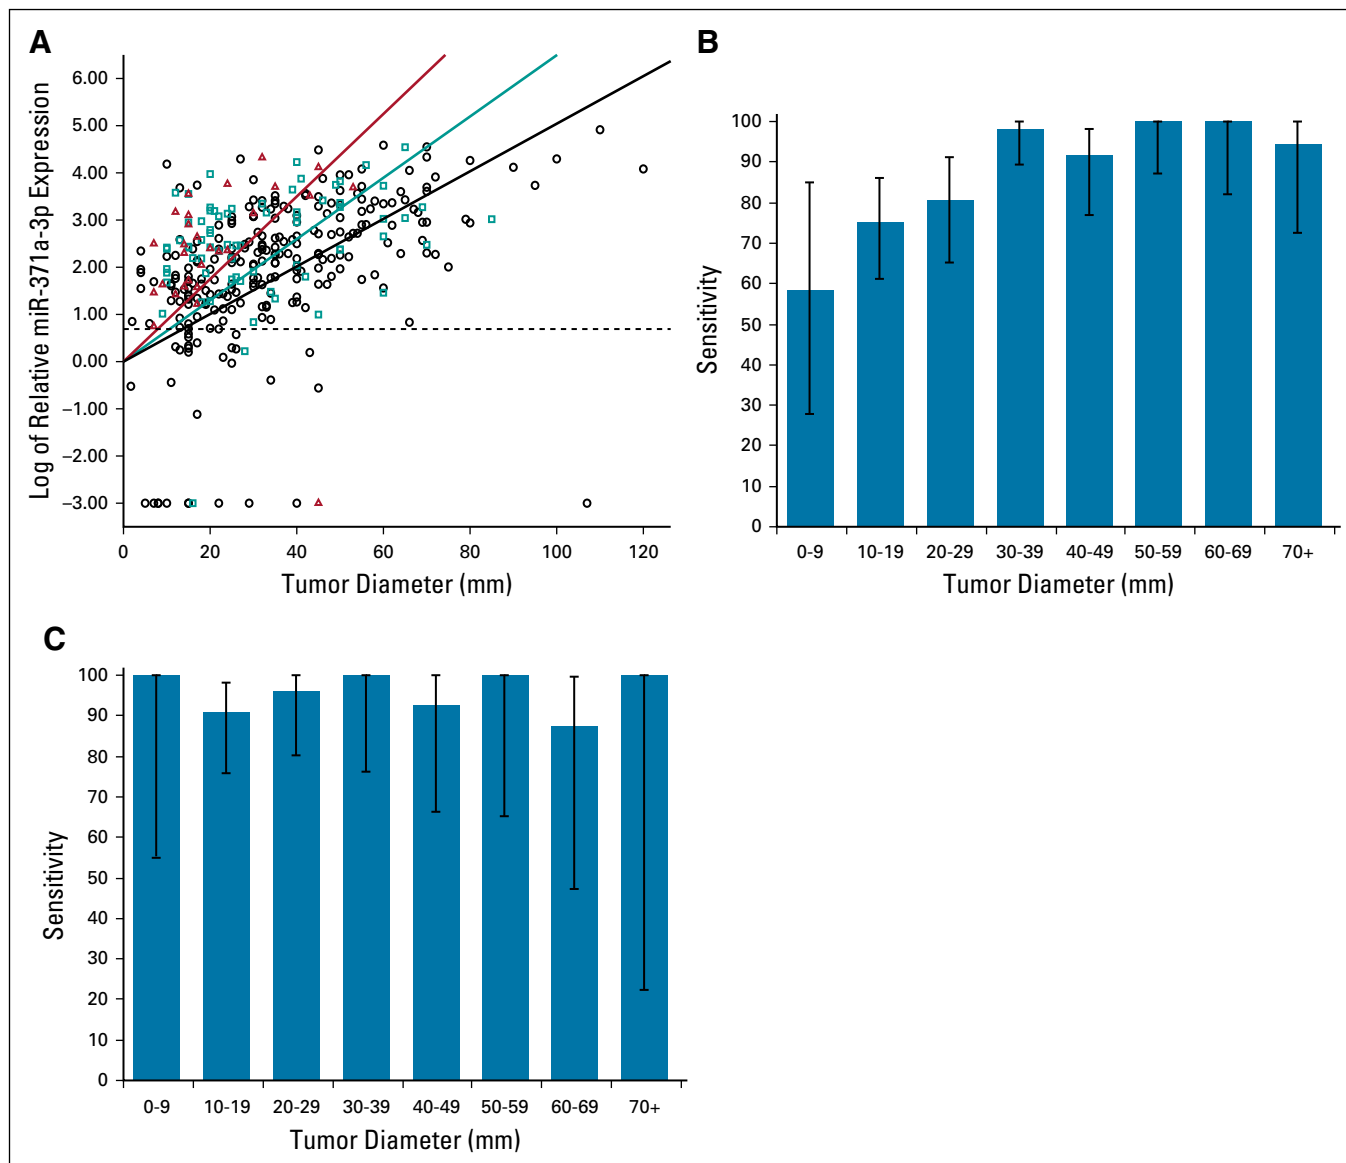 A
Log of Relative miR-371a-3p Expression
6.00
5.00
4.00
3.00
2.00
1.00
0.00
–1.00
–2.00
–3.00
0 20 40 60 80 100 120
Tumor Diameter (mm)
B
Sensitivity
100
90
80
70
60
50
40
30
20
10
0
0-9 10-19 20-29 30-39 40-49 50-59 60-69 70+
Tumor Diameter (mm)
C
Sensitivity
100
90
80
70
60
50
40
30
20
10
0
0-9 10-19 20-29 30-39 40-49 50-59 60-69 70+
Tumor Diameter (mm)